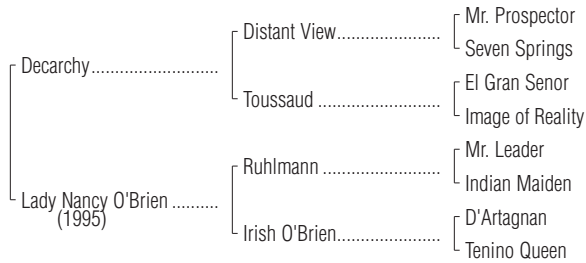 Mr. Prospector
Distant View..................
Seven Springs
Decarchy......................
El Gran Senor
Toussaud .....................
Image of Reality
Mr. Leader
Ruhlmann ....................
Indian Maiden
Lady Nancy O'Brien ........
(1995)
D'Artagnan
Irish O'Brien..................
Tenino Queen